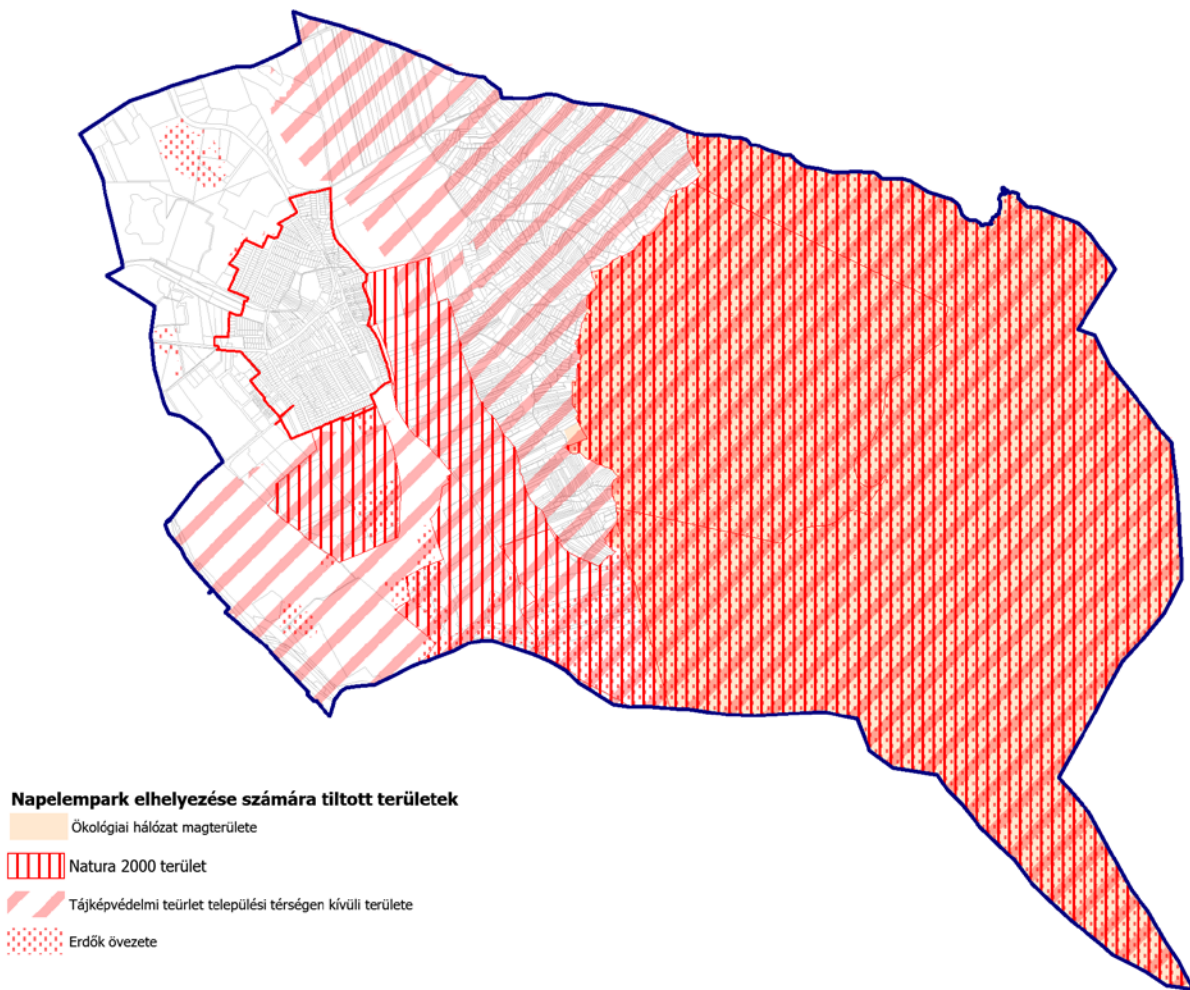 Napelempark elhelyezése számára tiltott területek
Ökológiai hálózat magterülete
Natura 2000 terület
Tájképvédelmi teürlet települési térségen kívüli területe
Erdők övezete